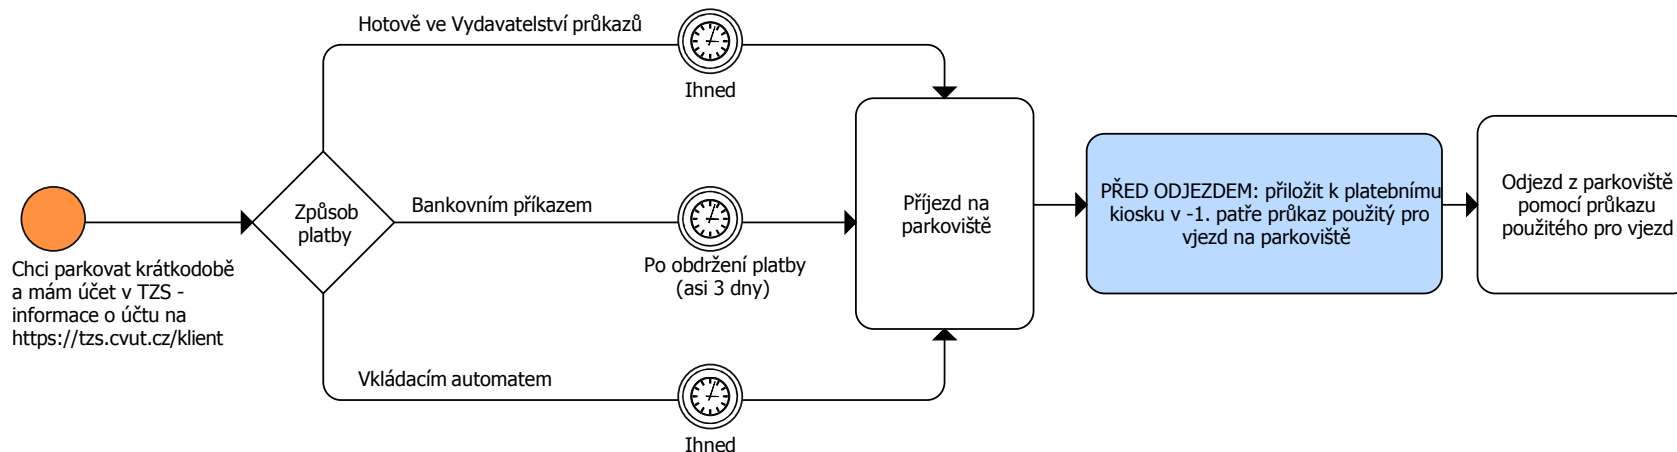 Hotově ve Vydavatelství průkazů
Ihned
Chci parkovat krátkodobě
a mám účet v TZS -
informace o účtu na
https://tzs.cvut.cz/klient
Způsob
platby
Bankovním příkazem
Po obdržení platby
(asi 3 dny)
Vkládacím automatem
Ihned
Příjezd na
parkoviště
PŘED ODJEZDEM: přiložit k platebnímu
kiosku v -1. patře průkaz použitý pro
vjezd na parkoviště
Odjezd z parkoviště
pomocí průkazu
použitého pro vjezd